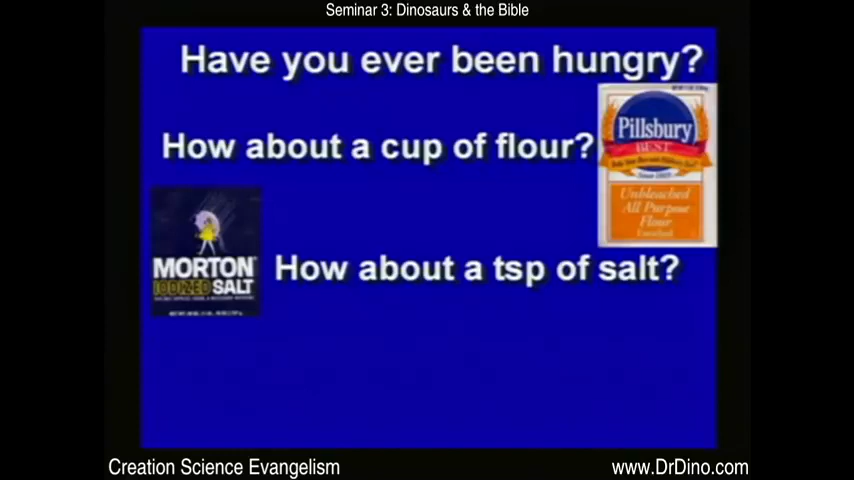 Seminar 3: Dinosaurs & the Bible
Have you ever been hungry?
How about a cup of flour?
Pillsbury
BEST
Unbleached
All Purpose
Flour
MORTON
IODIZED SALT
How about a tsp of salt?
Creation Science Evangelism
www.DrDino.com